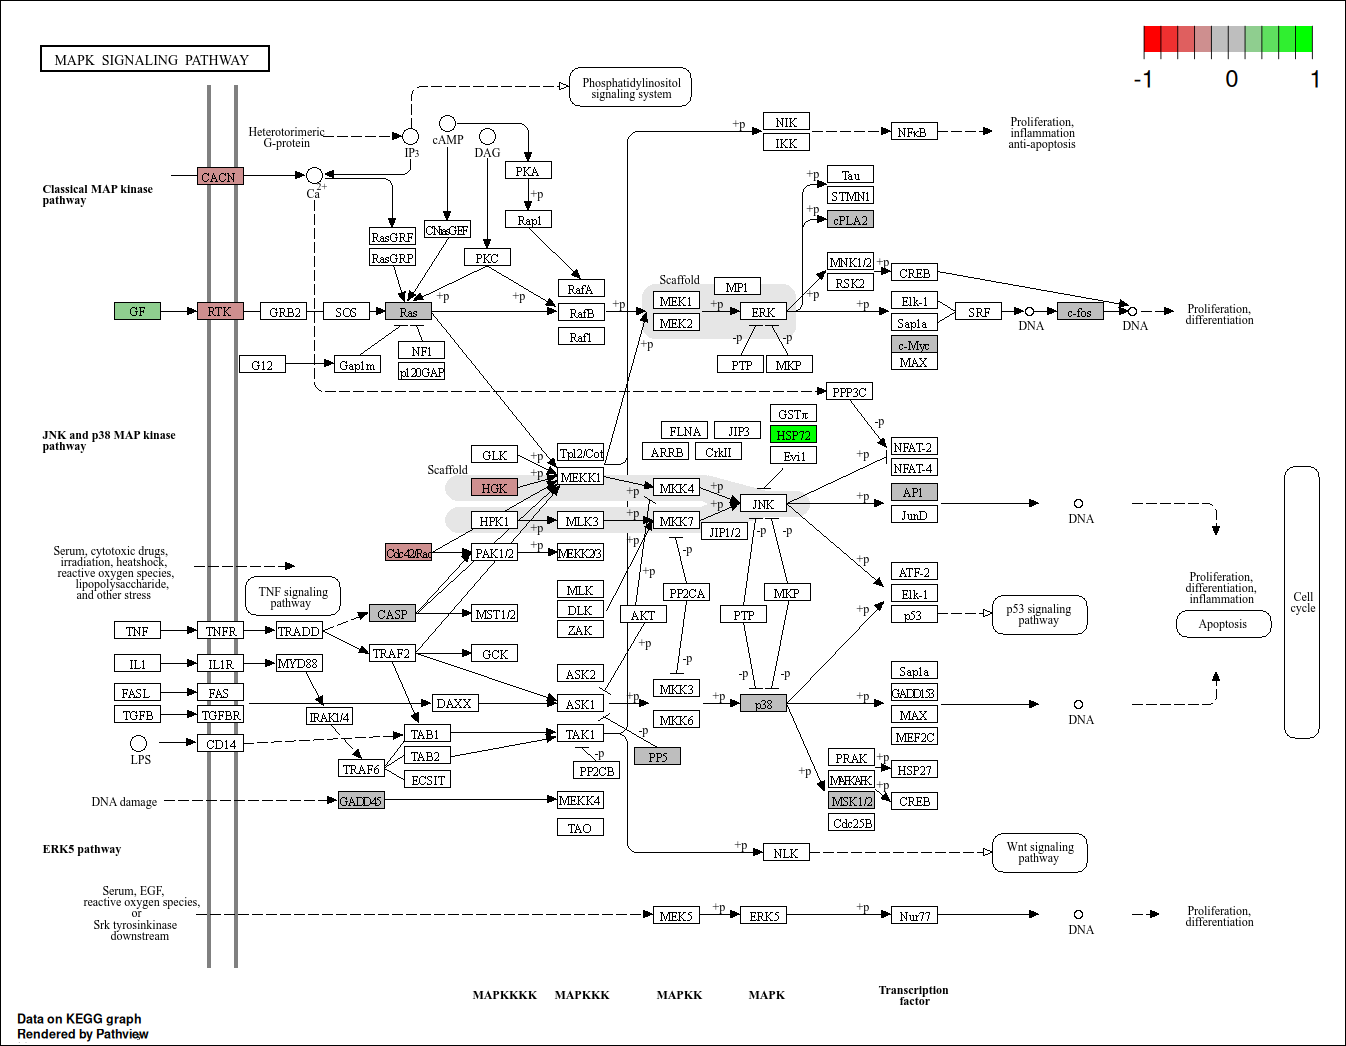 MAPK SIGNALING PATHWAY
-1 0 1
Phosphatidylinositol
signaling system
Heterotorimeric
G-protein
IP3
cAMP
DAG
+p
NIK
IKK
NFκB
Proliferation,
inflammation
anti-apoptosis
Classical MAP kinase
pathway
CACN
Ca2+
PKA
+p
Rap1
+p
Tau
STMN1
+p
cPLA2
RasGRF
RasGRP
PKC
RafA
Scaffold
MP1
MNK1/2
RSK2
+p
CREB
GF
RTK
GRB2
SOS
Ras
+p
+p
RafB
Raf1
+p
MEK1
MEK2
+p
ERK
+p
+p
Elk-1
Sap1a
SRF
DNA
c-fos
DNA
Proliferation,
differentiation
c-Myc
MAX
G12
Gap1m
NF1
p120GAP
+p
-p
-p
PTP
MKP
PPP3C
-p
JNK and p38 MAP kinase
pathway
GSTπ
HSP72
Evi1
FLNA
JIP3
ARRB
CrkII
NFAT-2
NFAT-4
+p
Scaffold
GLK
+p
Tpl2/Cot
HGK
+p
MEKK1
+p
MKK4
+p
JNK
+p
AP1
JunD
DNA
HPK1
+p
MLK3
+p
MKK7
+p
JIP1/2
-p
-p
Cdc42/Rac
PAK1/2
+p
MEKK2/3
+p
-p
Serum, cytotoxic drugs,
irradiation, heatshock,
reactive oxygen species,
lipopolysaccharide,
and other stress
TNF signaling
pathway
CASP
MST1/2
MLK
DLK
ZAK
+p
AKT
PP2CA
PTP
MKP
+p
ATF-2
Elk-1
p53
+p
p53 signaling
pathway
Proliferation,
differentiation,
inflammation
Apoptosis
Cell
cycle
TNF
TNFR
TRADD
TRAF2
GCK
+p
-p
IL1
IL1R
MYD88
ASK2
-p
-p
FASL
FAS
DAXX
ASK1
+p
MKK3
MKK6
+p
p38
+p
Sap1a
GADD153
MAX
MEF2C
DNA
TGFB
TGFBR
IRAK1/4
LPS
CD14
TAB1
TAB2
ECSIT
TAK1
-p
PP5
-p
PP2CB
TRAF6
+p
PRAK
+p
HSP27
MSK1/2
+p
CREB
Cdc25B
DNA damage
GADD45
MEKK4
TAO
ERK5 pathway
+p
NLK
Wnt signaling
pathway
Serum, EGF,
reactive oxygen species,
or
Srk tyrosinkinase
downstream
MEK5
+p
ERK5
+p
Nur77
DNA
Proliferation,
differentiation
MAPKKKK
MAPKKK
MAPKK
MAPK
Transcription
factor
Data on KEGG graph
Rendered by Pathview